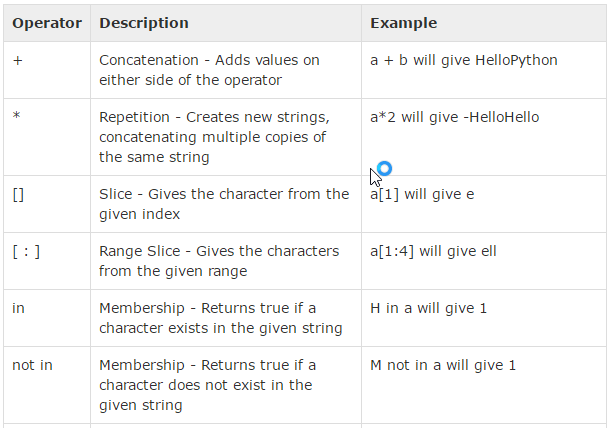 Operator Description Example
+ Concatenation - Adds values on a + b will give HelloPython
either side of the operator
* Repetition - Creates new strings, a*2 will give -HelloHello
concatenating multiple copies of
the same string
[] Slice - Gives the character from the a[1] will give e
given index
[ : ] Range Slice - Gives the characters a[1:4] will give ell
from the given range
in Membership - Returns true if a H in a will give 1
character exists in the given string
not in Membership - Returns true if a M not in a will give 1
character does not exist in the
given string